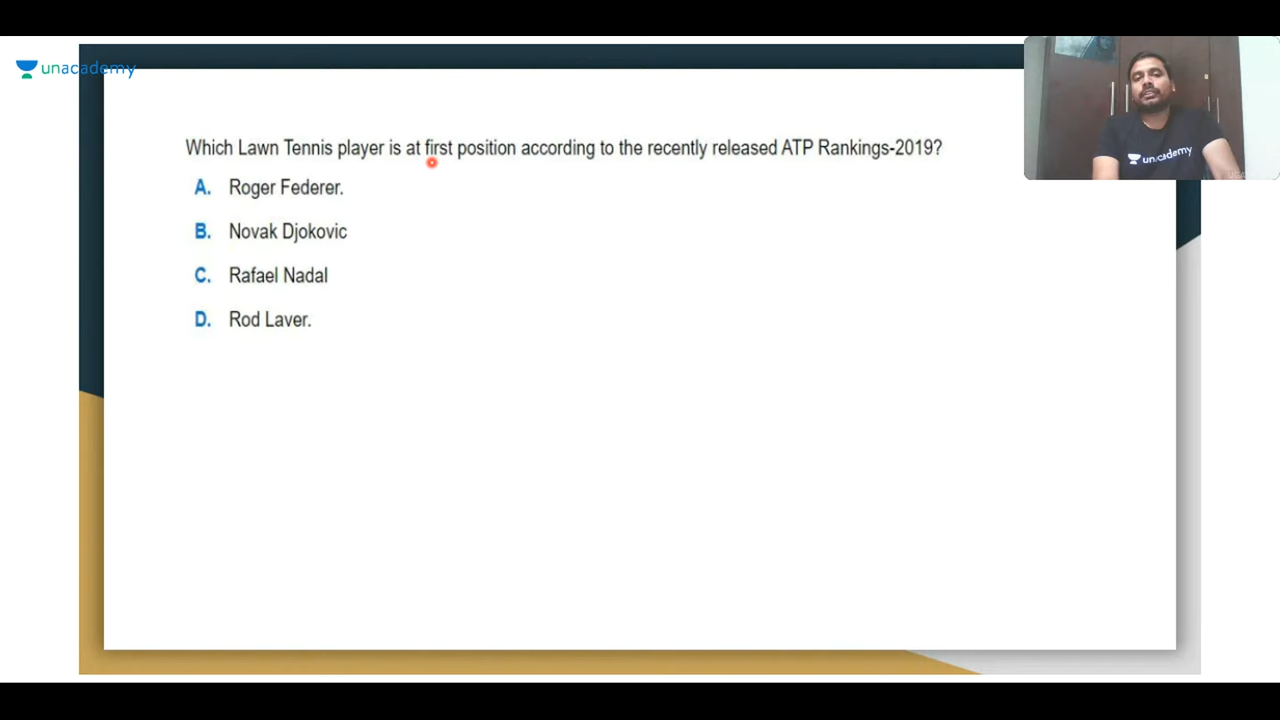 unacademy
Which Lawn Tennis player is at first position according to the recently released ATP Rankings-2019?
A. Roger Federer.
B. Novak Djokovic
C. Rafael Nadal
D. Rod Laver.
unacademy